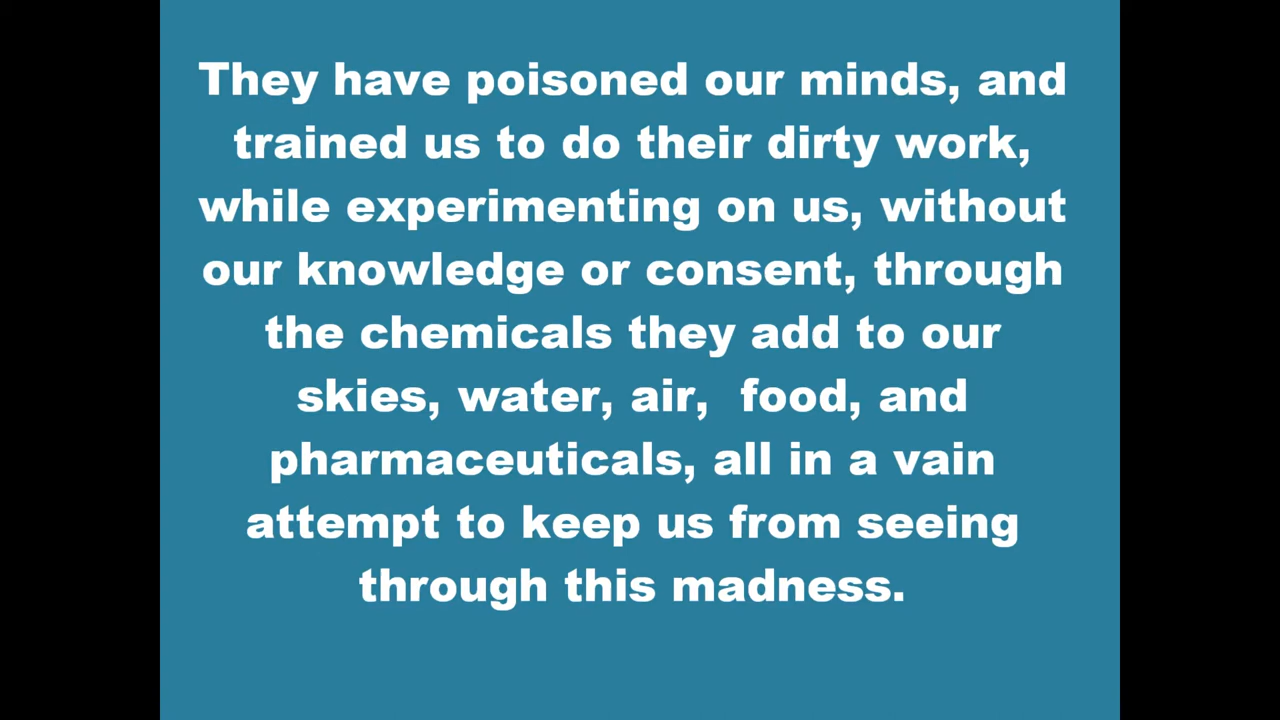 They have poisoned our minds, and
trained us to do their dirty work,
while experimenting on us, without
our knowledge or consent, through
the chemicals they add to our
skies, water, air,  food, and
pharmaceuticals, all in a vain
attempt to keep us from seeing
through this madness.